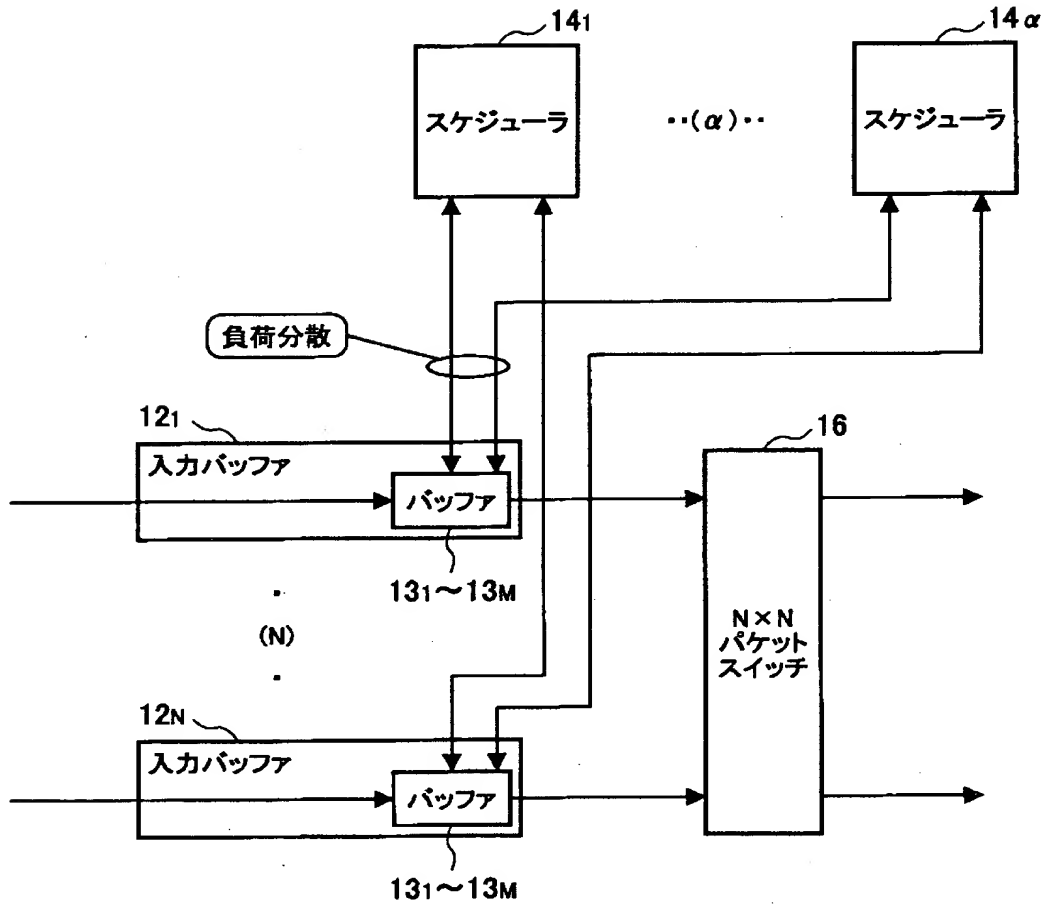 14₁
14α
スケジューラ
‥(α)‥
スケジューラ
負荷分散
12₁
入力バッファ
バッファ
13₁～13M
16
N×N
パケット
スイッチ
・
(N)
・
12N
入力バッファ
バッファ
13₁～13M